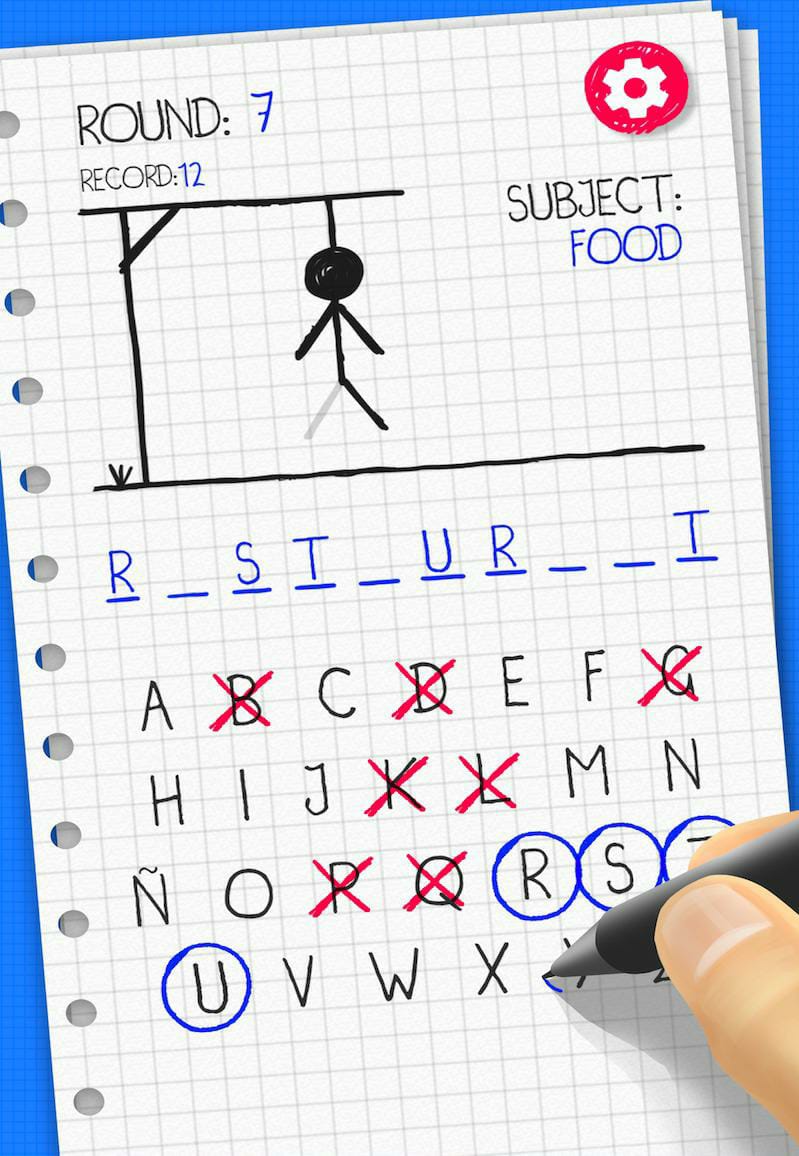 ROUND: 7
RECORD:12
SUBJECT:
FOOD
R _ S T _ U R _ _ T
A B C D E F G
H I J K L M N
Ñ O P Q R S
U V W X